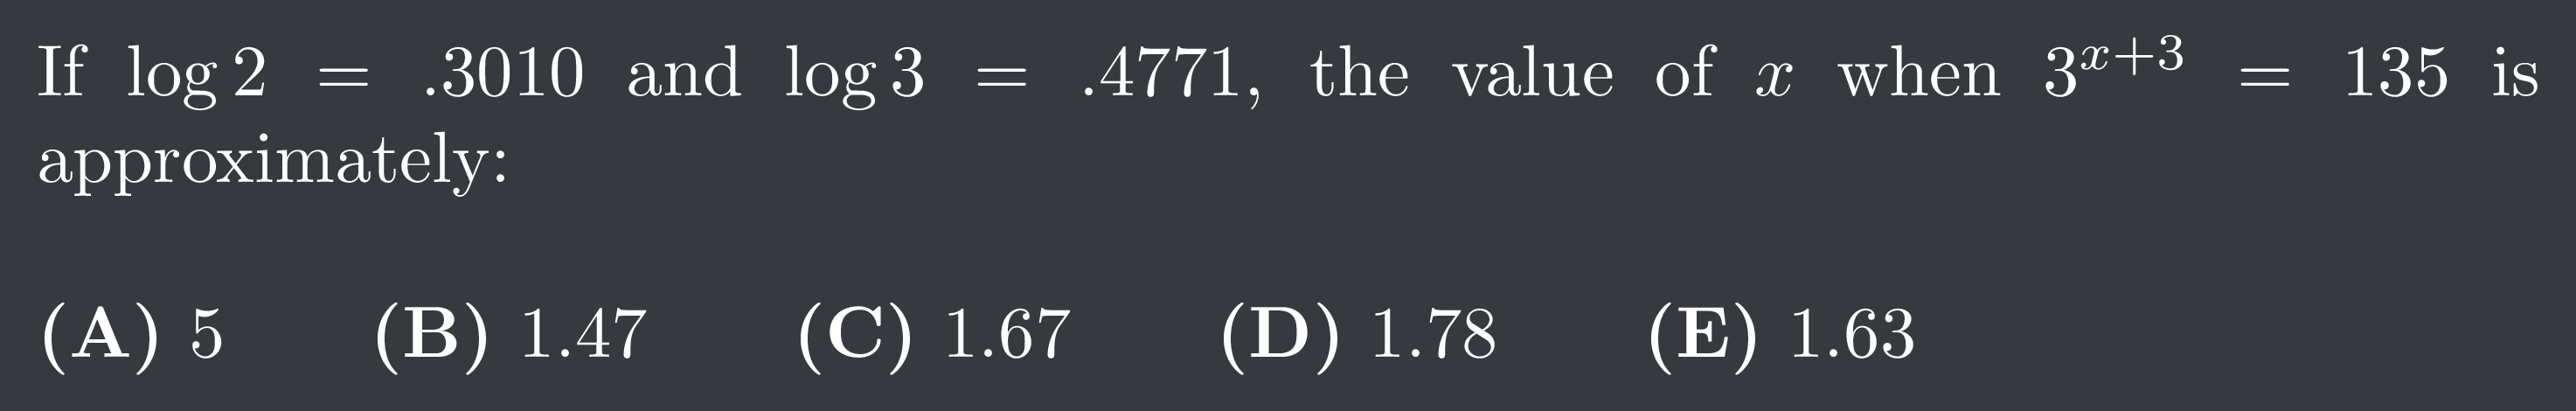 If log 2 = .3010 and log 3 = .4771, the value of x when 3^{x+3} = 135 is
approximately:
(A) 5 (B) 1.47 (C) 1.67 (D) 1.78 (E) 1.63